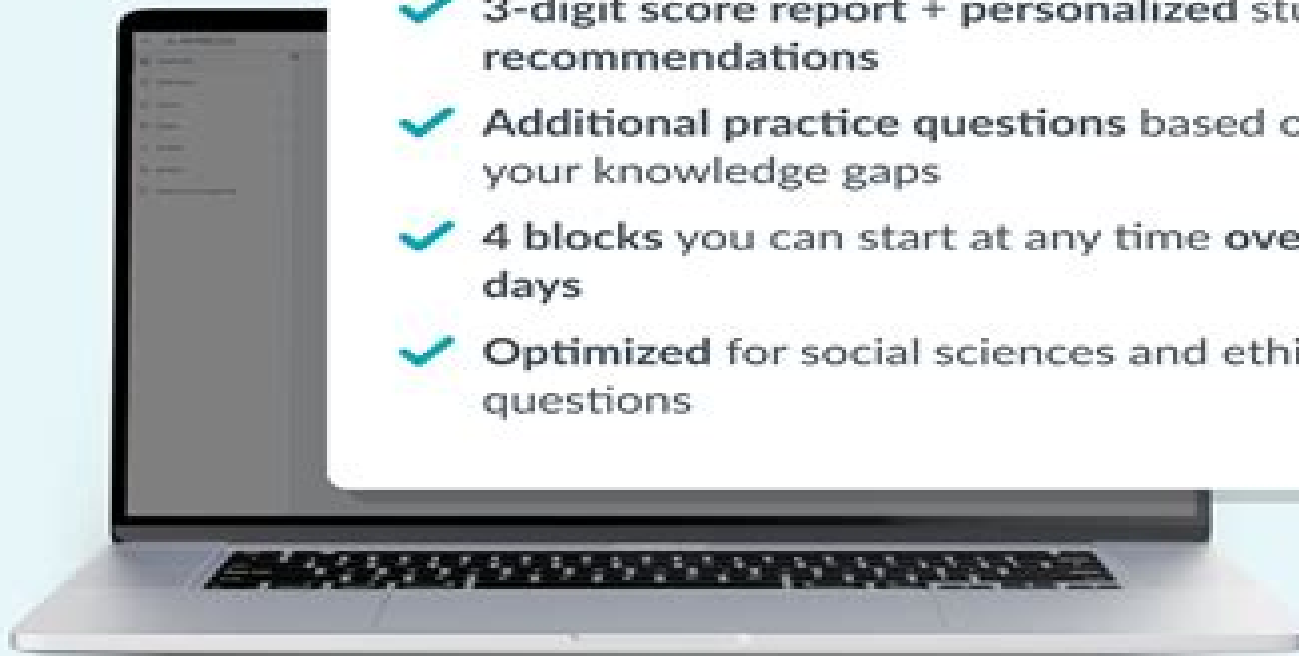 3-digit score report + personalized stu
recommendations
Additional practice questions based o
your knowledge gaps
4 blocks you can start at any time ove
days
Optimized for social sciences and ethi
questions